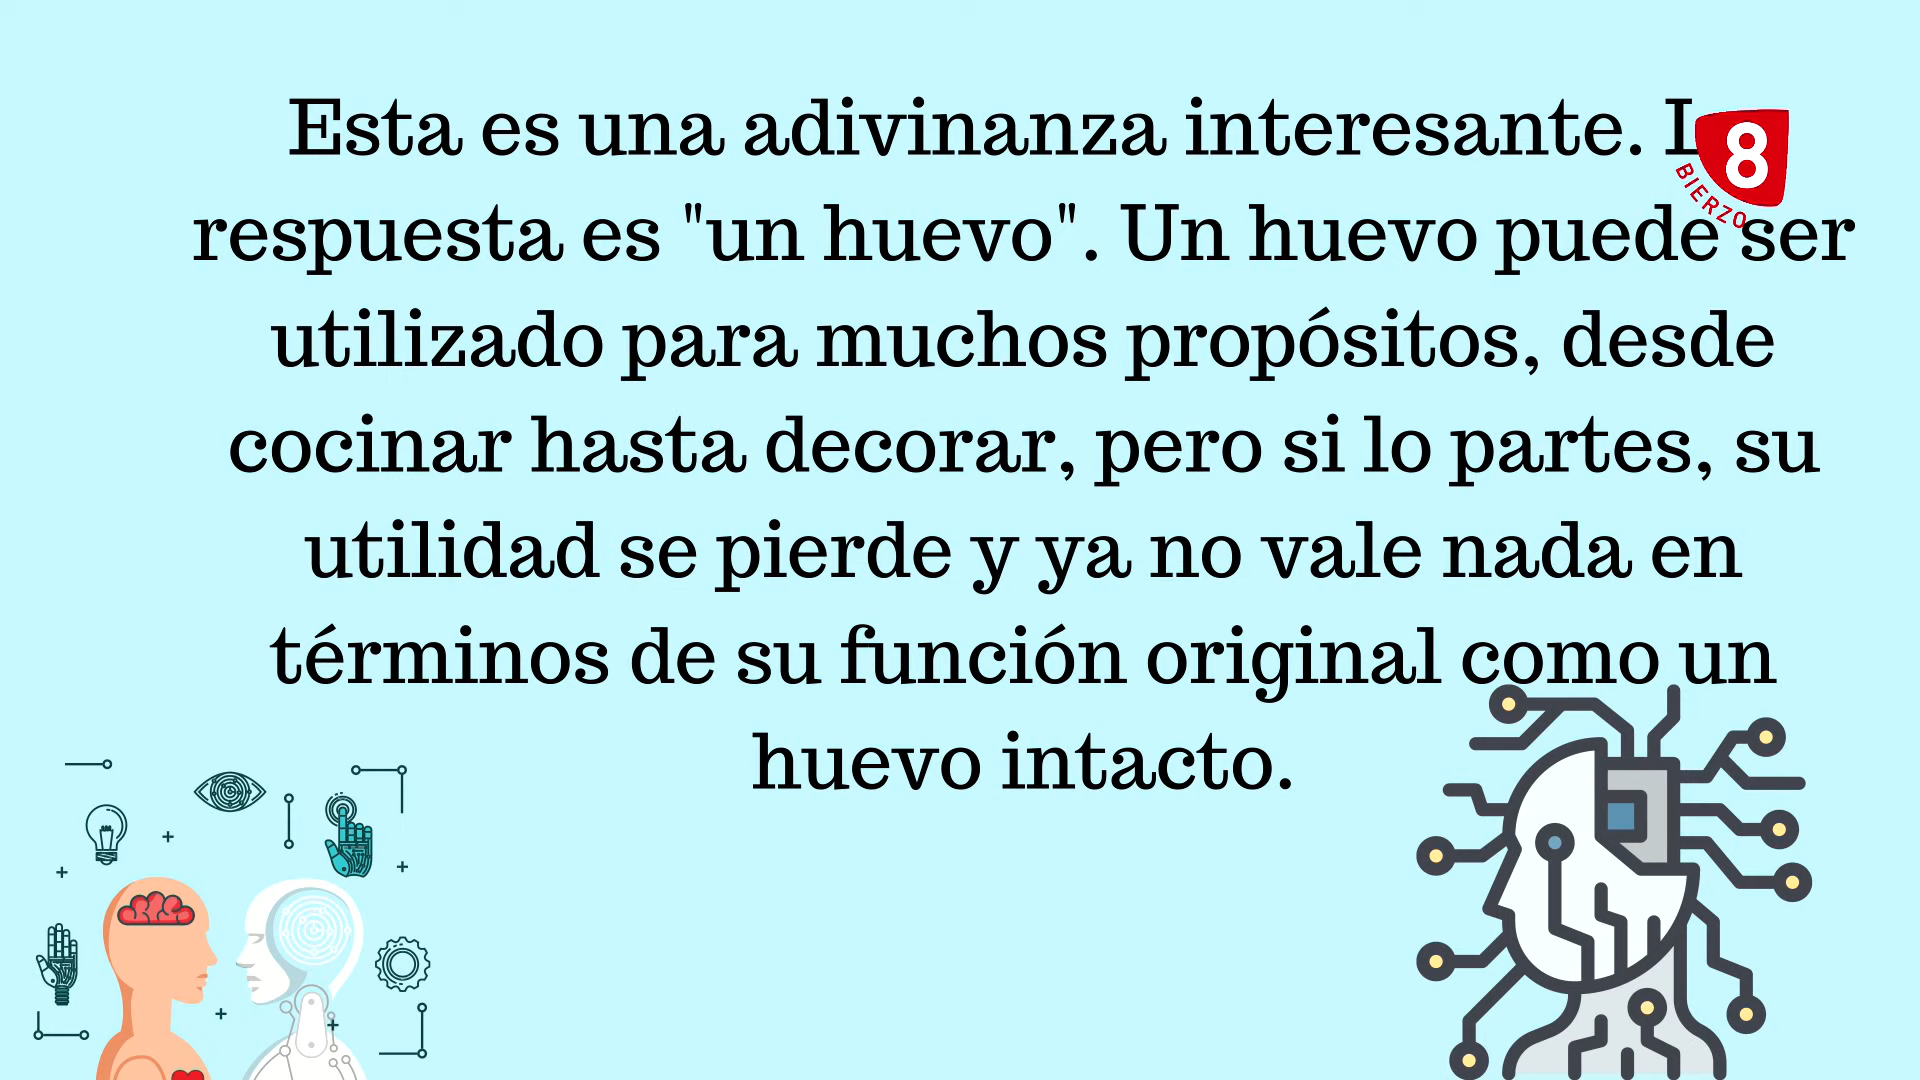 Esta es una adivinanza interesante.
respuesta es "un huevo". Un huevo puede ser
utilizado para muchos propósitos, desde
cocinar hasta decorar, pero si lo partes, su
utilidad se pierde y ya no vale nada en
términos de su función original como un
huevo intacto.
8
BIERZO